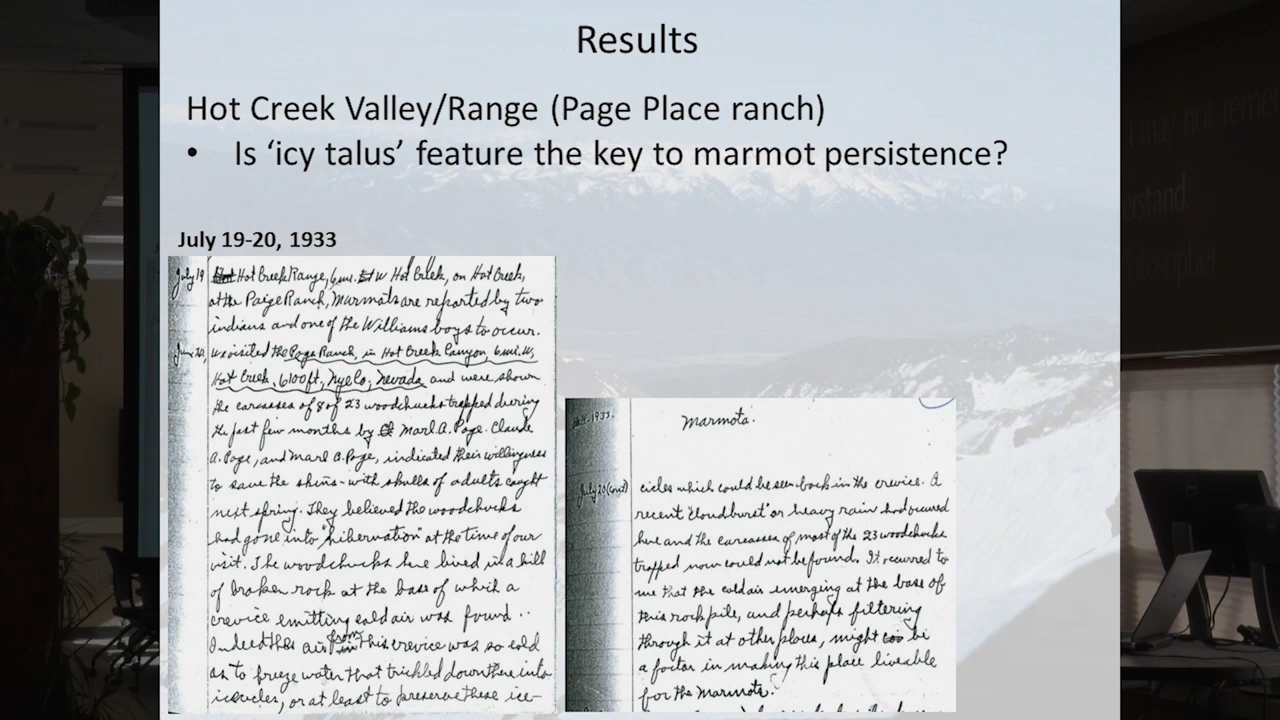 Results
Hot Creek Valley/Range (Page Place ranch)
• Is ‘icy talus’ feature the key to marmot persistence?
July 19-20, 1933
July 19 Hot Creek Range, 6 mi. W Hot Creek, on Hot Creek,
at the Paige Ranch, Marmots are reported by two
indians and one of the Williams boys to occur.
June 20, We visited the Page Ranch, in Hot Creek Canyon, 6 mi. W,
Hot Creek, 6100 ft, Nye Co, Nevada and were shown
the carcasses of 8 of 23 woodchucks trapped during
the past few months by Marl A. Page. Claude
A. Page, and Marl A. Page, indicated their willingness
to save the skins - with skulls of adults caught
next spring. They believed the woodchucks
had gone into "hibernation" at the time of our
visit. The woodchucks here lived in a hill
of broken rock at the base of which a
crevice emitting cold air was found.
Indeed the air from this crevice was so cold
as to freeze water that trickled down there into
icicles, or at least to preserve these ice-
1933.
Marmota.
July 20 (cont) cicles which could be seen back in the crevice. A
recent "cloudburst" or heavy rain had occured
here and the carcasses of most of the 23 woodchucks
trapped now could not be found. It occurred to
me that the cold air emerging at the base of
this rock pile, and perhaps filtering
through it at other places, might be
a factor in making this place liveable
for the marmots.
I may not reme
rstand
philosopher